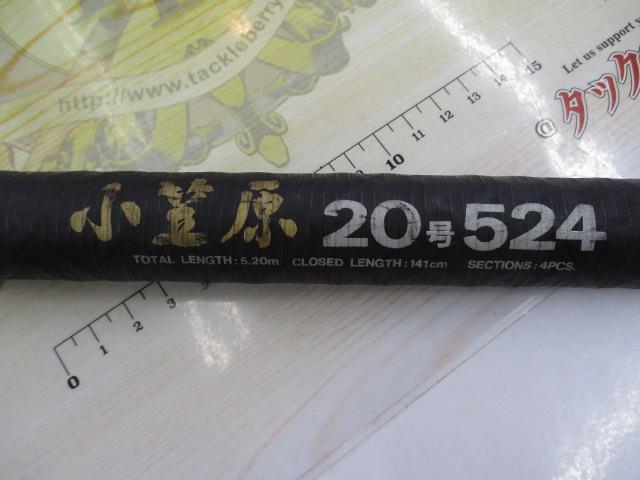 http://www.tackleberry
Let us support y
@タック
0 1 2 3 10 11 12 13 14 15
小笠原 20号 524
TOTAL LENGTH : 5.20m CLOSED LENGTH : 141cm SECTIONS : 4PCS.